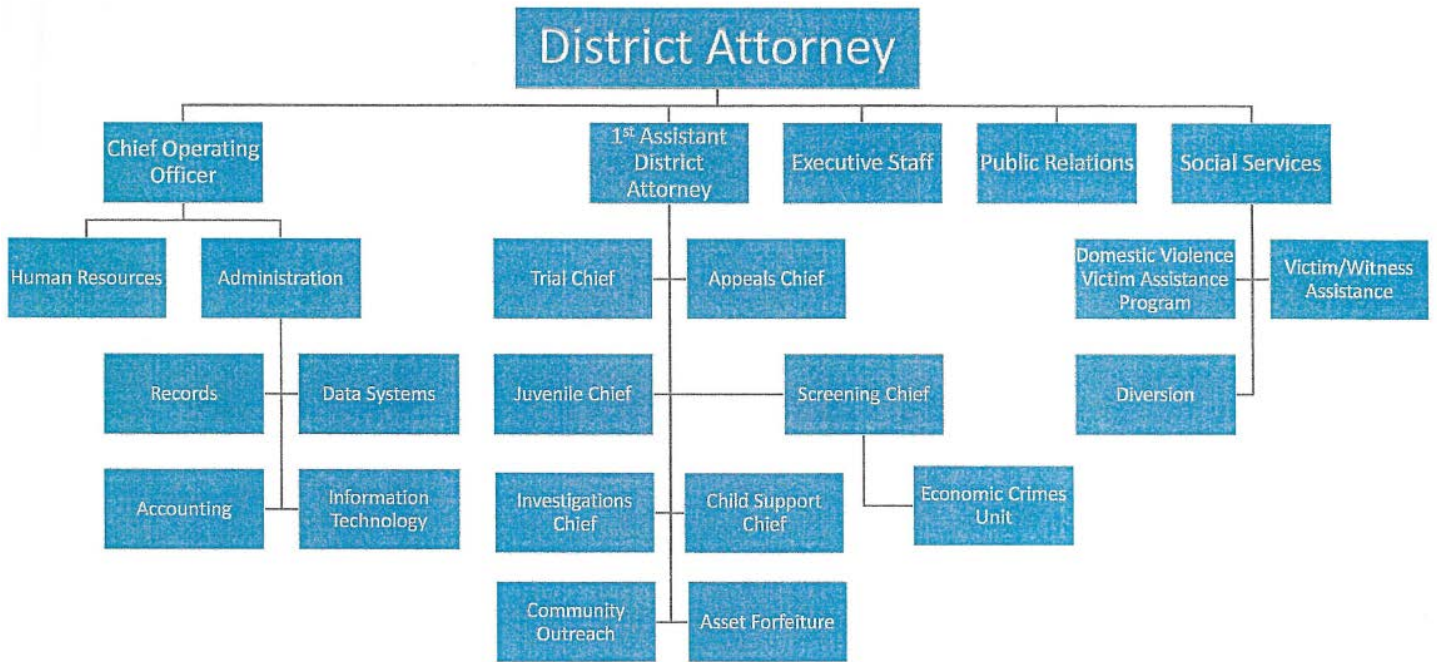 District Attorney
Chief Operating
Officer
1st Assistant
District
Attorney
Executive Staff
Public Relations
Social Services
Human Resources
Administration
Trial Chief
Appeals Chief
Domestic Violence
Victim Assistance
Program
Victim/Witness
Assistance
Records
Data Systems
Juvenile Chief
Screening Chief
Diversion
Accounting
Information
Technology
Investigations
Chief
Child Support
Chief
Economic Crimes
Unit
Community
Outreach
Asset Forfeiture